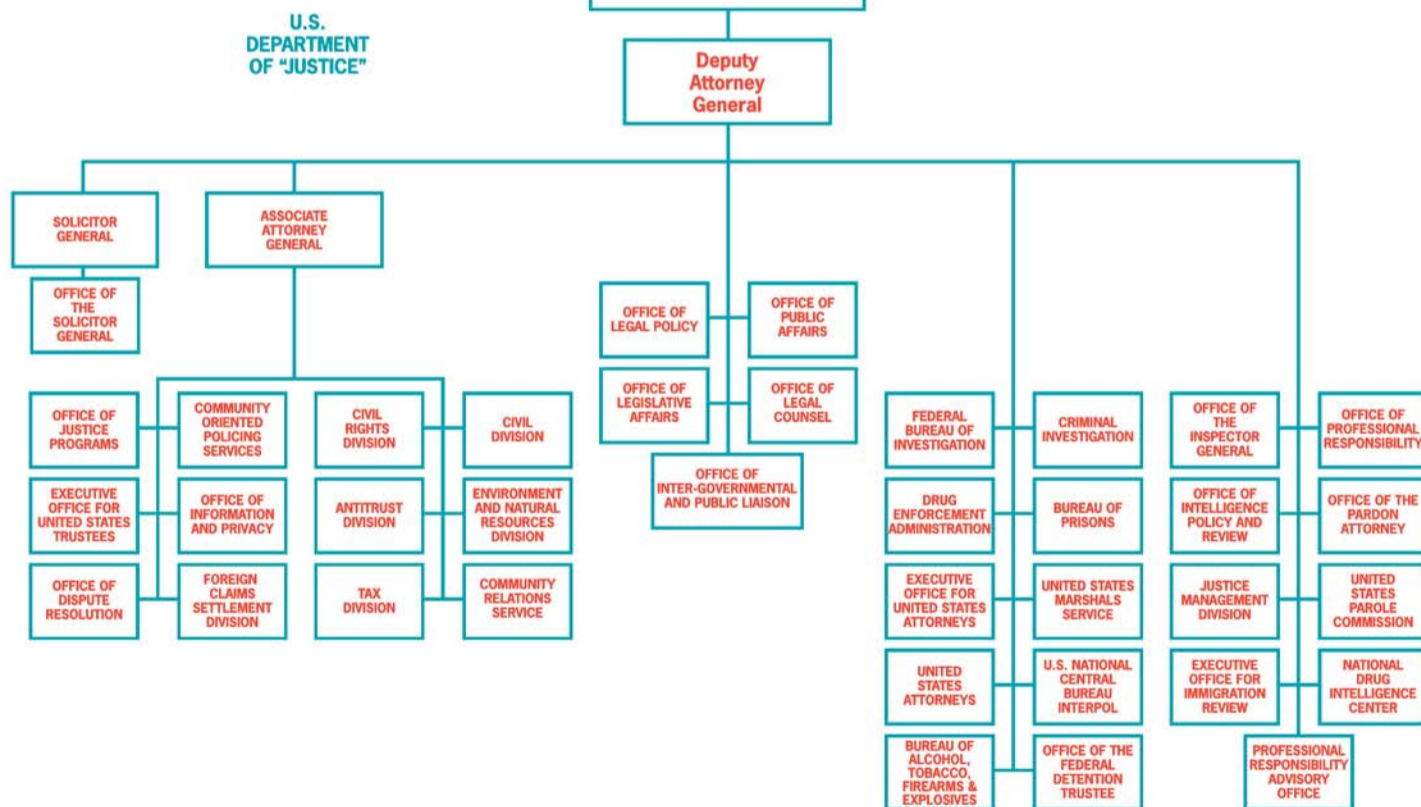 U.S.
DEPARTMENT
OF “JUSTICE”
Deputy
Attorney
General
SOLICITOR
GENERAL
ASSOCIATE
ATTORNEY
GENERAL
OFFICE OF
THE
SOLICITOR
GENERAL
OFFICE OF
JUSTICE
PROGRAMS
COMMUNITY
ORIENTED
POLICING
SERVICES
EXECUTIVE
OFFICE FOR
UNITED STATES
TRUSTEES
OFFICE OF
INFORMATION
AND PRIVACY
OFFICE OF
DISPUTE
RESOLUTION
FOREIGN
CLAIMS
SETTLEMENT
DIVISION
CIVIL
RIGHTS
DIVISION
CIVIL DIVISION
ANTITRUST
DIVISION
ENVIRONMENT
AND NATURAL
RESOURCES
DIVISION
TAX
DIVISION
COMMUNITY
RELATIONS
SERVICE
OFFICE OF
LEGAL POLICY
OFFICE OF
PUBLIC
AFFAIRS
OFFICE OF
LEGISLATIVE
AFFAIRS
OFFICE OF
LEGAL
COUNSEL
OFFICE OF
INTER-GOVERNMENTAL
AND PUBLIC LIAISON
FEDERAL
BUREAU OF
INVESTIGATION
CRIMINAL
INVESTIGATION
DRUG
ENFORCEMENT
ADMINISTRATION
BUREAU OF
PRISONS
EXECUTIVE
OFFICE FOR
UNITED STATES
ATTORNEYS
UNITED STATES
MARSHALS
SERVICE
UNITED
STATES
ATTORNEYS
U.S. NATIONAL
CENTRAL
BUREAU
INTERPOL
BUREAU OF
ALCOHOL,
TOBACCO,
FIREARMS &
EXPLOSIVES
OFFICE OF THE
FEDERAL
DETENTION
TRUSTEE
OFFICE OF
THE
INSPECTOR
GENERAL
OFFICE OF
PROFESSIONAL
RESPONSIBILITY
OFFICE OF
INTELLIGENCE
POLICY AND
REVIEW
OFFICE OF THE
PARDON
ATTORNEY
JUSTICE
MANAGEMENT
DIVISION
UNITED
STATES
PAROLE
COMMISSION
EXECUTIVE
OFFICE FOR
IMMIGRATION
REVIEW
NATIONAL
DRUG
INTELLIGENCE
CENTER
PROFESSIONAL
RESPONSIBILITY
ADVISORY
OFFICE